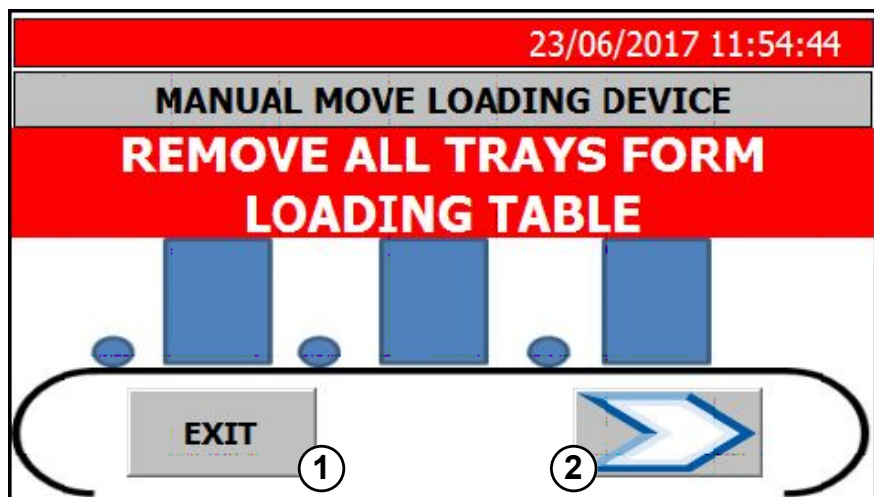 23/06/2017 11:54:44
MANUAL MOVE LOADING DEVICE
REMOVE ALL TRAYS FORM
LOADING TABLE
EXIT
1
2